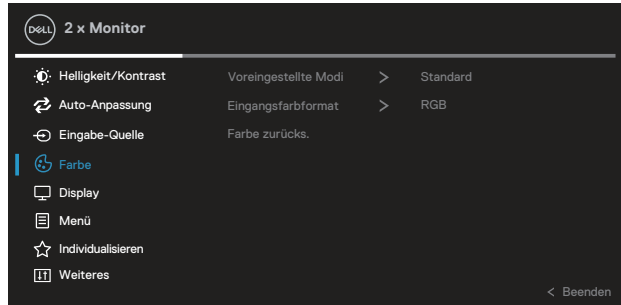 DELL 2 x Monitor
Helligkeit/Kontrast Voreingestellte Modi > Standard
Auto-Anpassung Eingangsfarbformat > RGB
Eingabe-Quelle Farbe zurücks.
Farbe
Display
Menü
Individualisieren
Weiteres
< Beenden